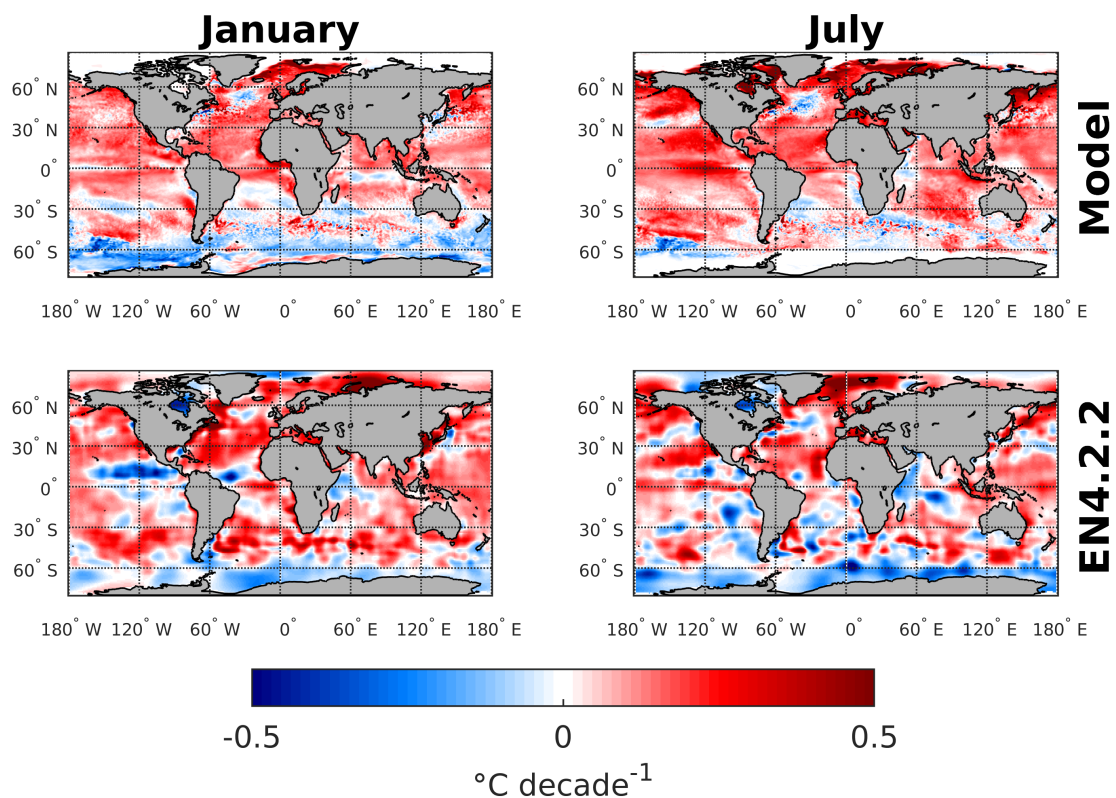 January July
60° N 60° N
30° N 30° N
0° 0°
30° S 30° S
60° S 60° S
Model
180° W 120° W 60° W 0 60° E 120° E 180° E 180° W 120° W 60° W 0° 60° E 120° E 180° E
60° N 60° N
30° N 30° N
0° 0°
30° S 30° S
60° S 60° S
EN4.2.2
180° W 120° W 60° W 0 60° E 120° E 180° E 180° W 120° W 60° W 0° 60° E 120° E 180° E
-0.5 0 0.5
°C decade⁻¹